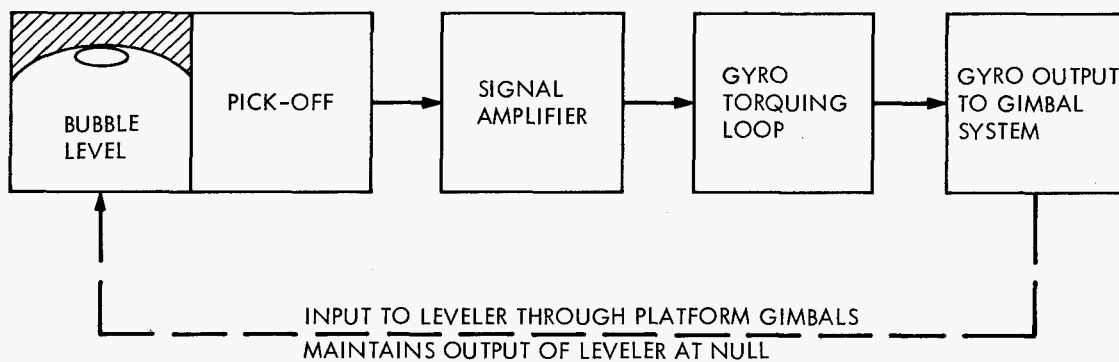 BUBBLE
LEVEL
PICK-OFF
SIGNAL
AMPLIFIER
GYRO
TORQUING
LOOP
GYRO OUTPUT
TO GIMBAL
SYSTEM
INPUT TO LEVELER THROUGH PLATFORM GIMBALS
MAINTAINS OUTPUT OF LEVELER AT NULL